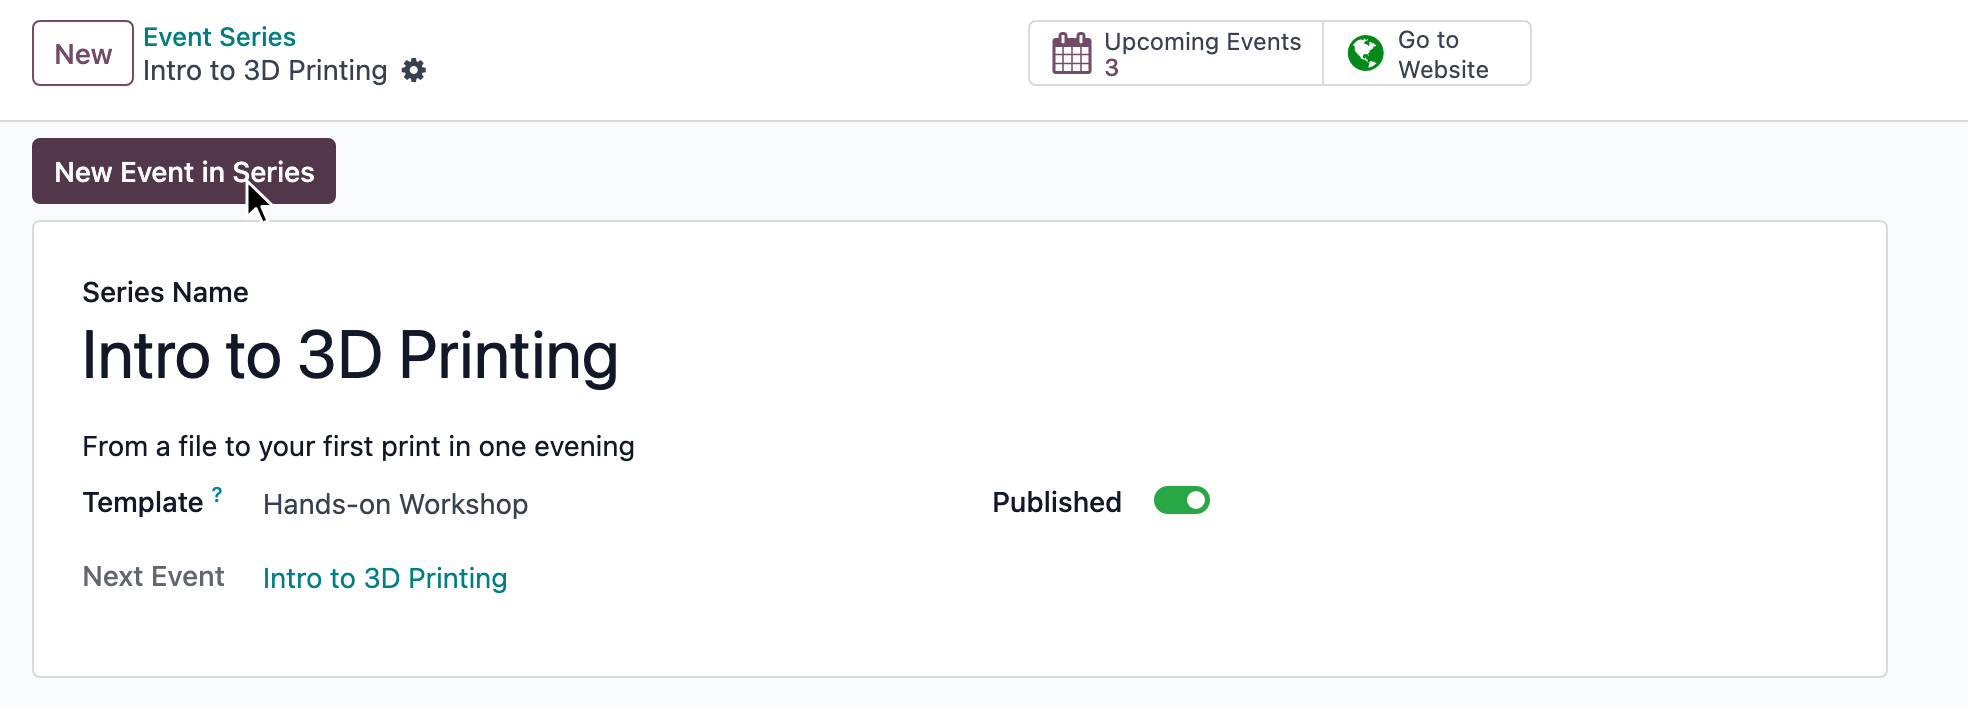 New
Event Series
Intro to 3D Printing
Upcoming Events
3
Go to
Website
New Event in Series
Series Name
Intro to 3D Printing
From a file to your first print in one evening
Template ?
Hands-on Workshop
Published
Next Event
Intro to 3D Printing